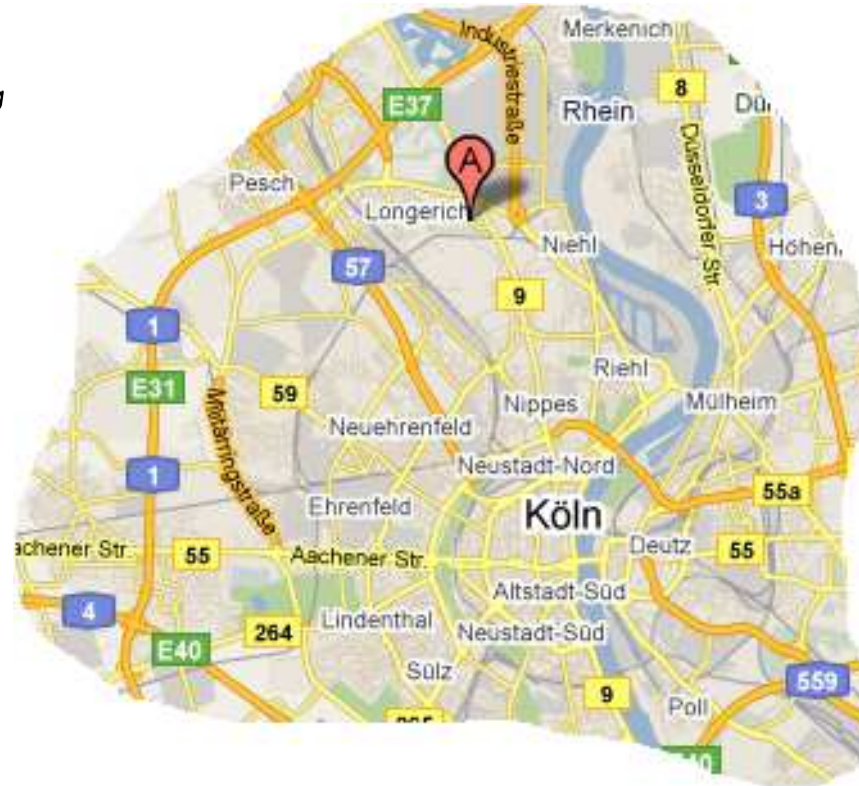 Merkenich
Industriestraße
8
Rhein
E37
A
Düsseldorfer Str.
Pesch
3
Longerich
Niehl
Höhen.
57
9
1
Riehl
E31
59
Militärringstraße
Nippes
Mülheim
Neuehrenfeld
Neustadt-Nord
1
55a
Ehrenfeld
Köln
Deutz
achener Str.
55
Aachener Str.
55
Altstadt-Süd
4
Lindenthal
264
Neustadt-Süd
E40
Sülz
559
9
Poll